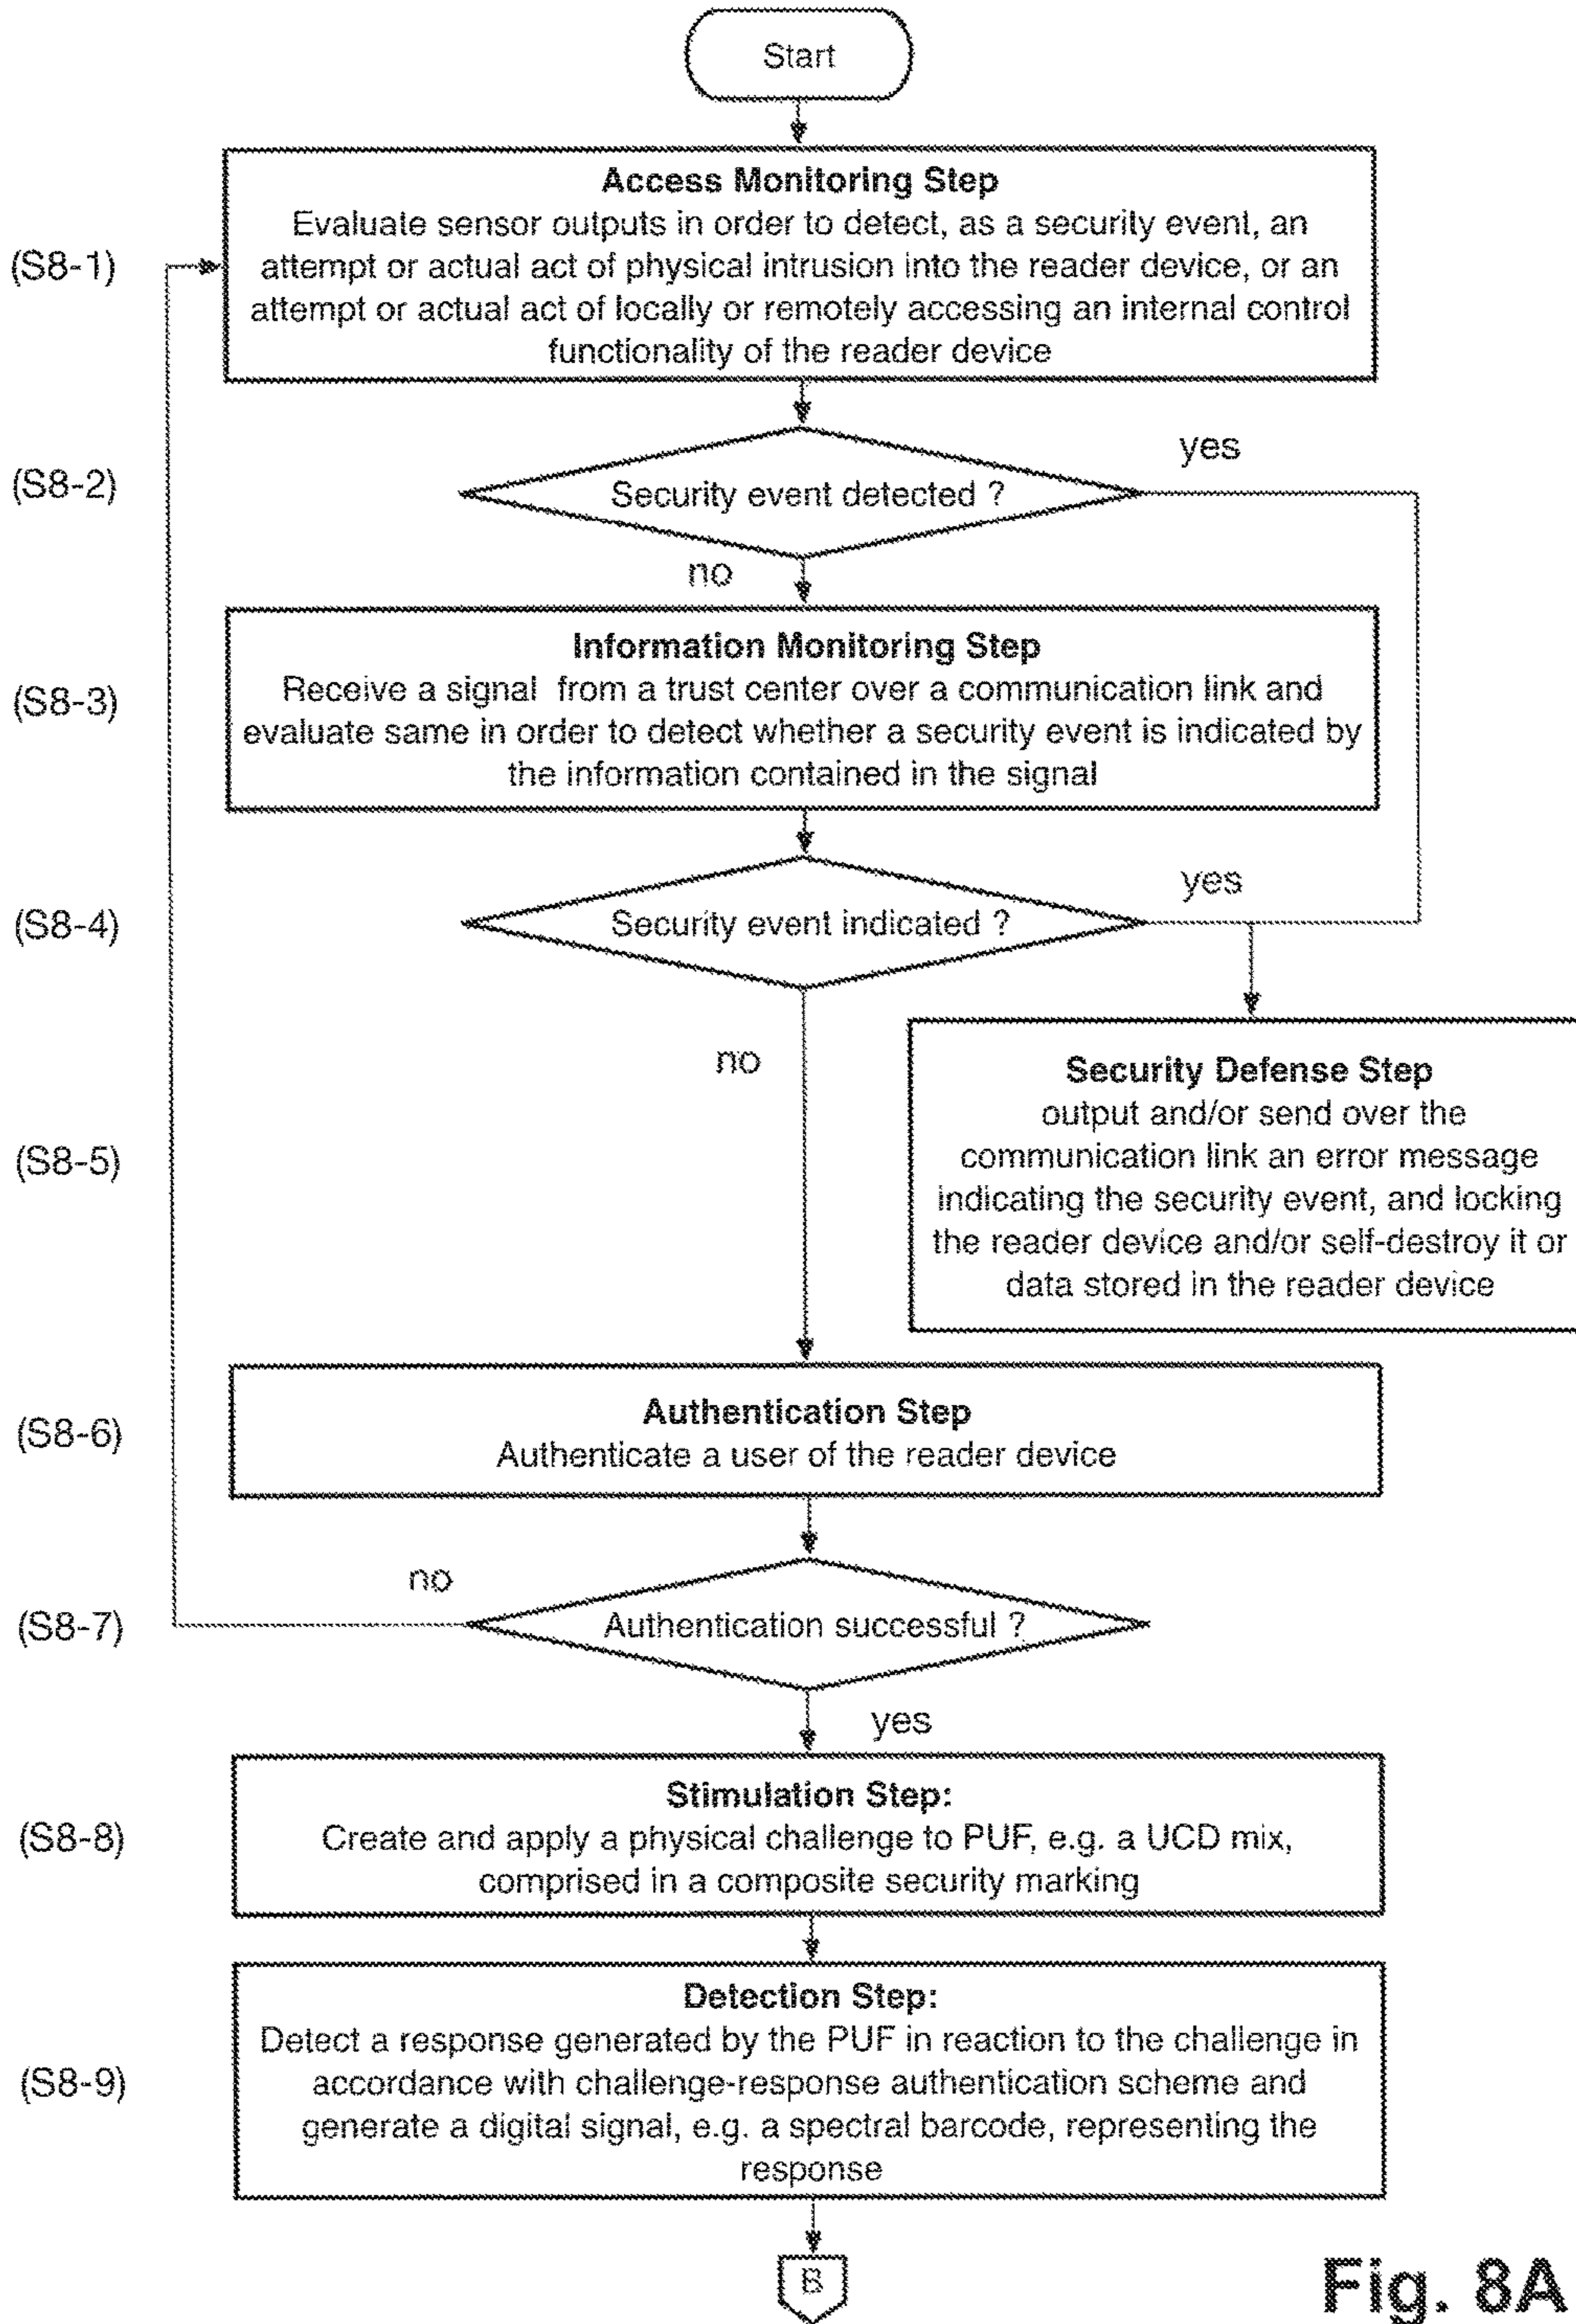 Start
Access Monitoring Step
Evaluate sensor outputs in order to detect, as a security event, an
(S8-1)
attempt or actual act of physical intrusion into the reader device, or an
attempt or actual act of locally or remotely accessing an internal control
functionality of the reader device
yes
(S8-2)
Security event detected ?
no
Information Monitoring Step
(S8-3)
Receive a signal from a trust center over a communication link and
evaluate same in order to detect whether a security event is indicated by
the information contained in the signal
yes
(S8-4)
Security event indicated ?
no
Security Defense Step
output and/or send over the
(S8-5)
communication link an error message
indicating the security event, and locking
the reader device and/or self-destroy it or
data stored in the reader device
Authentication Step
(S8-6)
Authenticate a user of the reader device
no
(S8-7)
Authentication successful ?
yes
Stimulation Step:
(S8-8)
Create and apply a physical challenge to PUF, e.g. a UCD mix,
comprised in a composite security marking
Detection Step:
Detect a response generated by the PUF in reaction to the challenge in
(S8-9)
accordance with challenge-response authentication scheme and
generate a digital signal, e.g. a spectral barcode, representing the
response
B
Fig. 8A